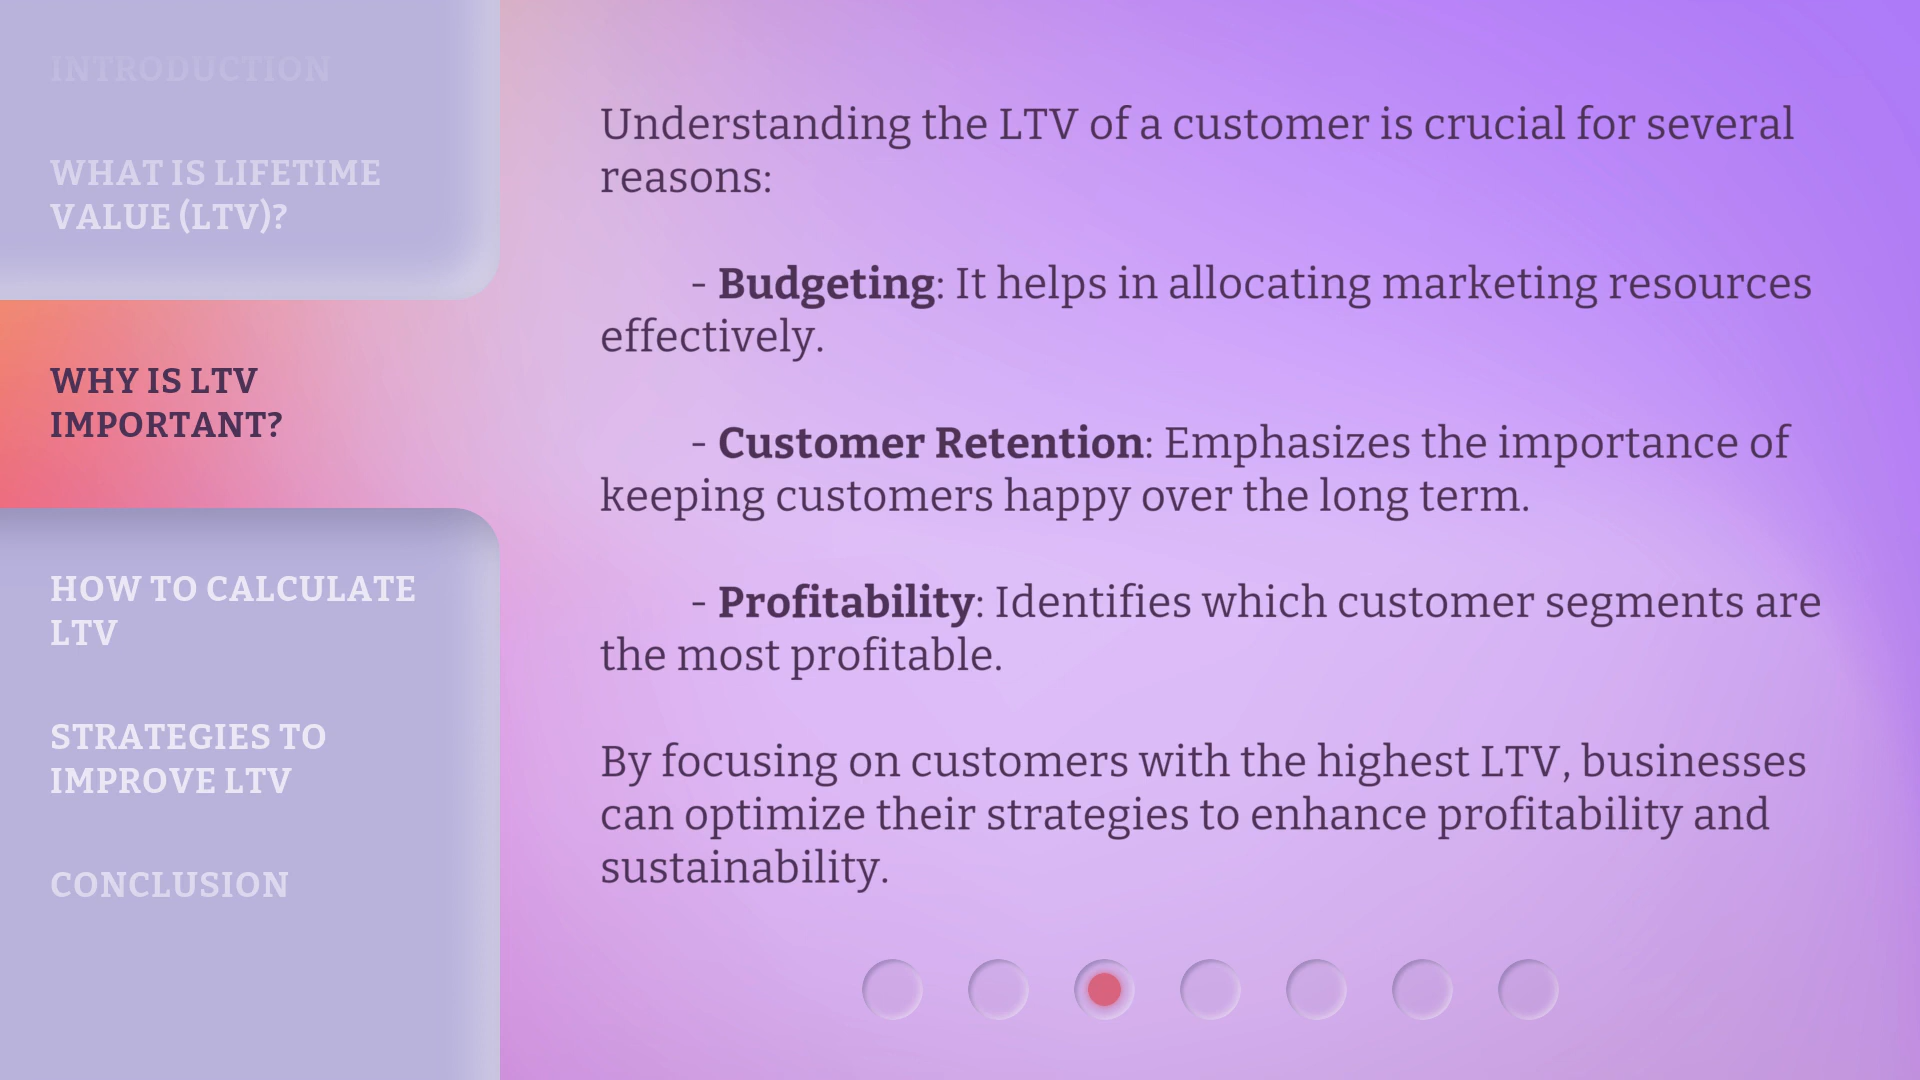 INTRODUCTION
WHAT IS LIFETIME
VALUE (LTV)?
WHY IS LTV
IMPORTANT?
HOW TO CALCULATE
LTV
STRATEGIES TO
IMPROVE LTV
CONCLUSION
Understanding the LTV of a customer is crucial for several
reasons:
- Budgeting: It helps in allocating marketing resources
effectively.
- Customer Retention: Emphasizes the importance of
keeping customers happy over the long term.
- Profitability: Identifies which customer segments are
the most profitable.
By focusing on customers with the highest LTV, businesses
can optimize their strategies to enhance profitability and
sustainability.